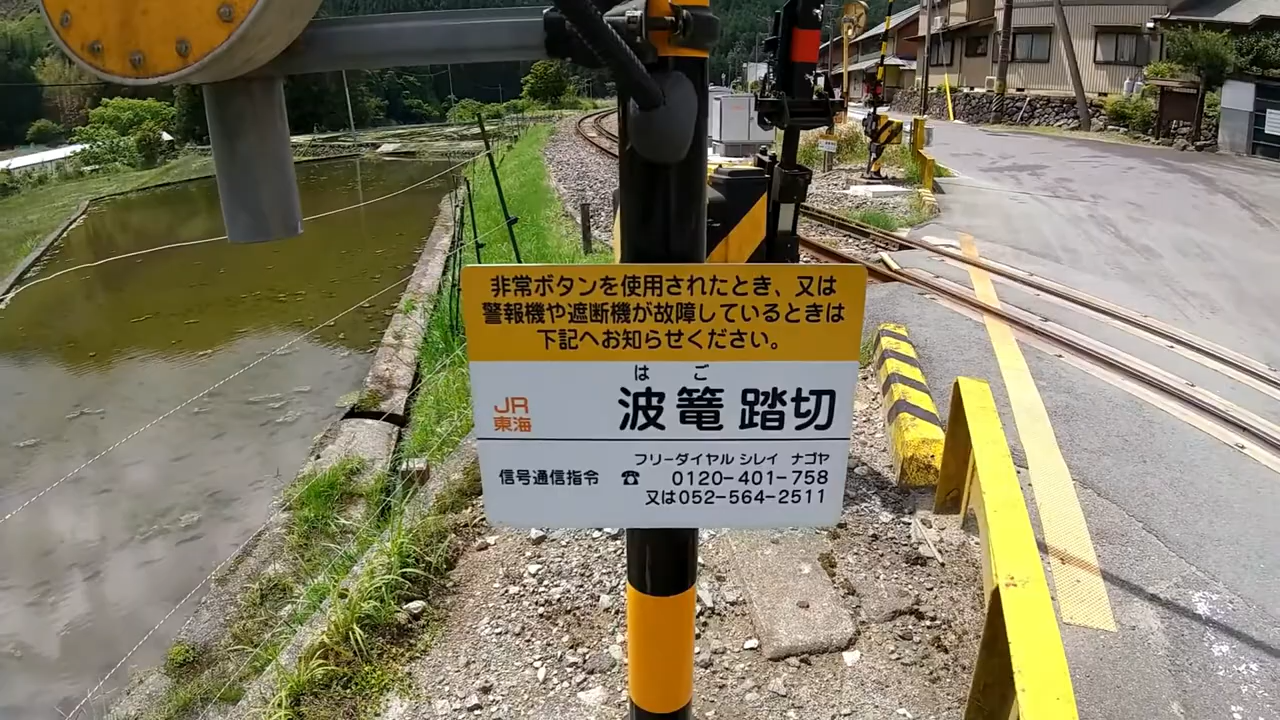 非常ボタンを使用されたとき、又は
警報機や遮断機が故障しているときは
下記へお知らせください。
はご
波篭 踏切
JR
東海
フリーダイヤル シレイ ナゴヤ
信号通信指令 ☎ 0120-401-758
又は052-564-2511